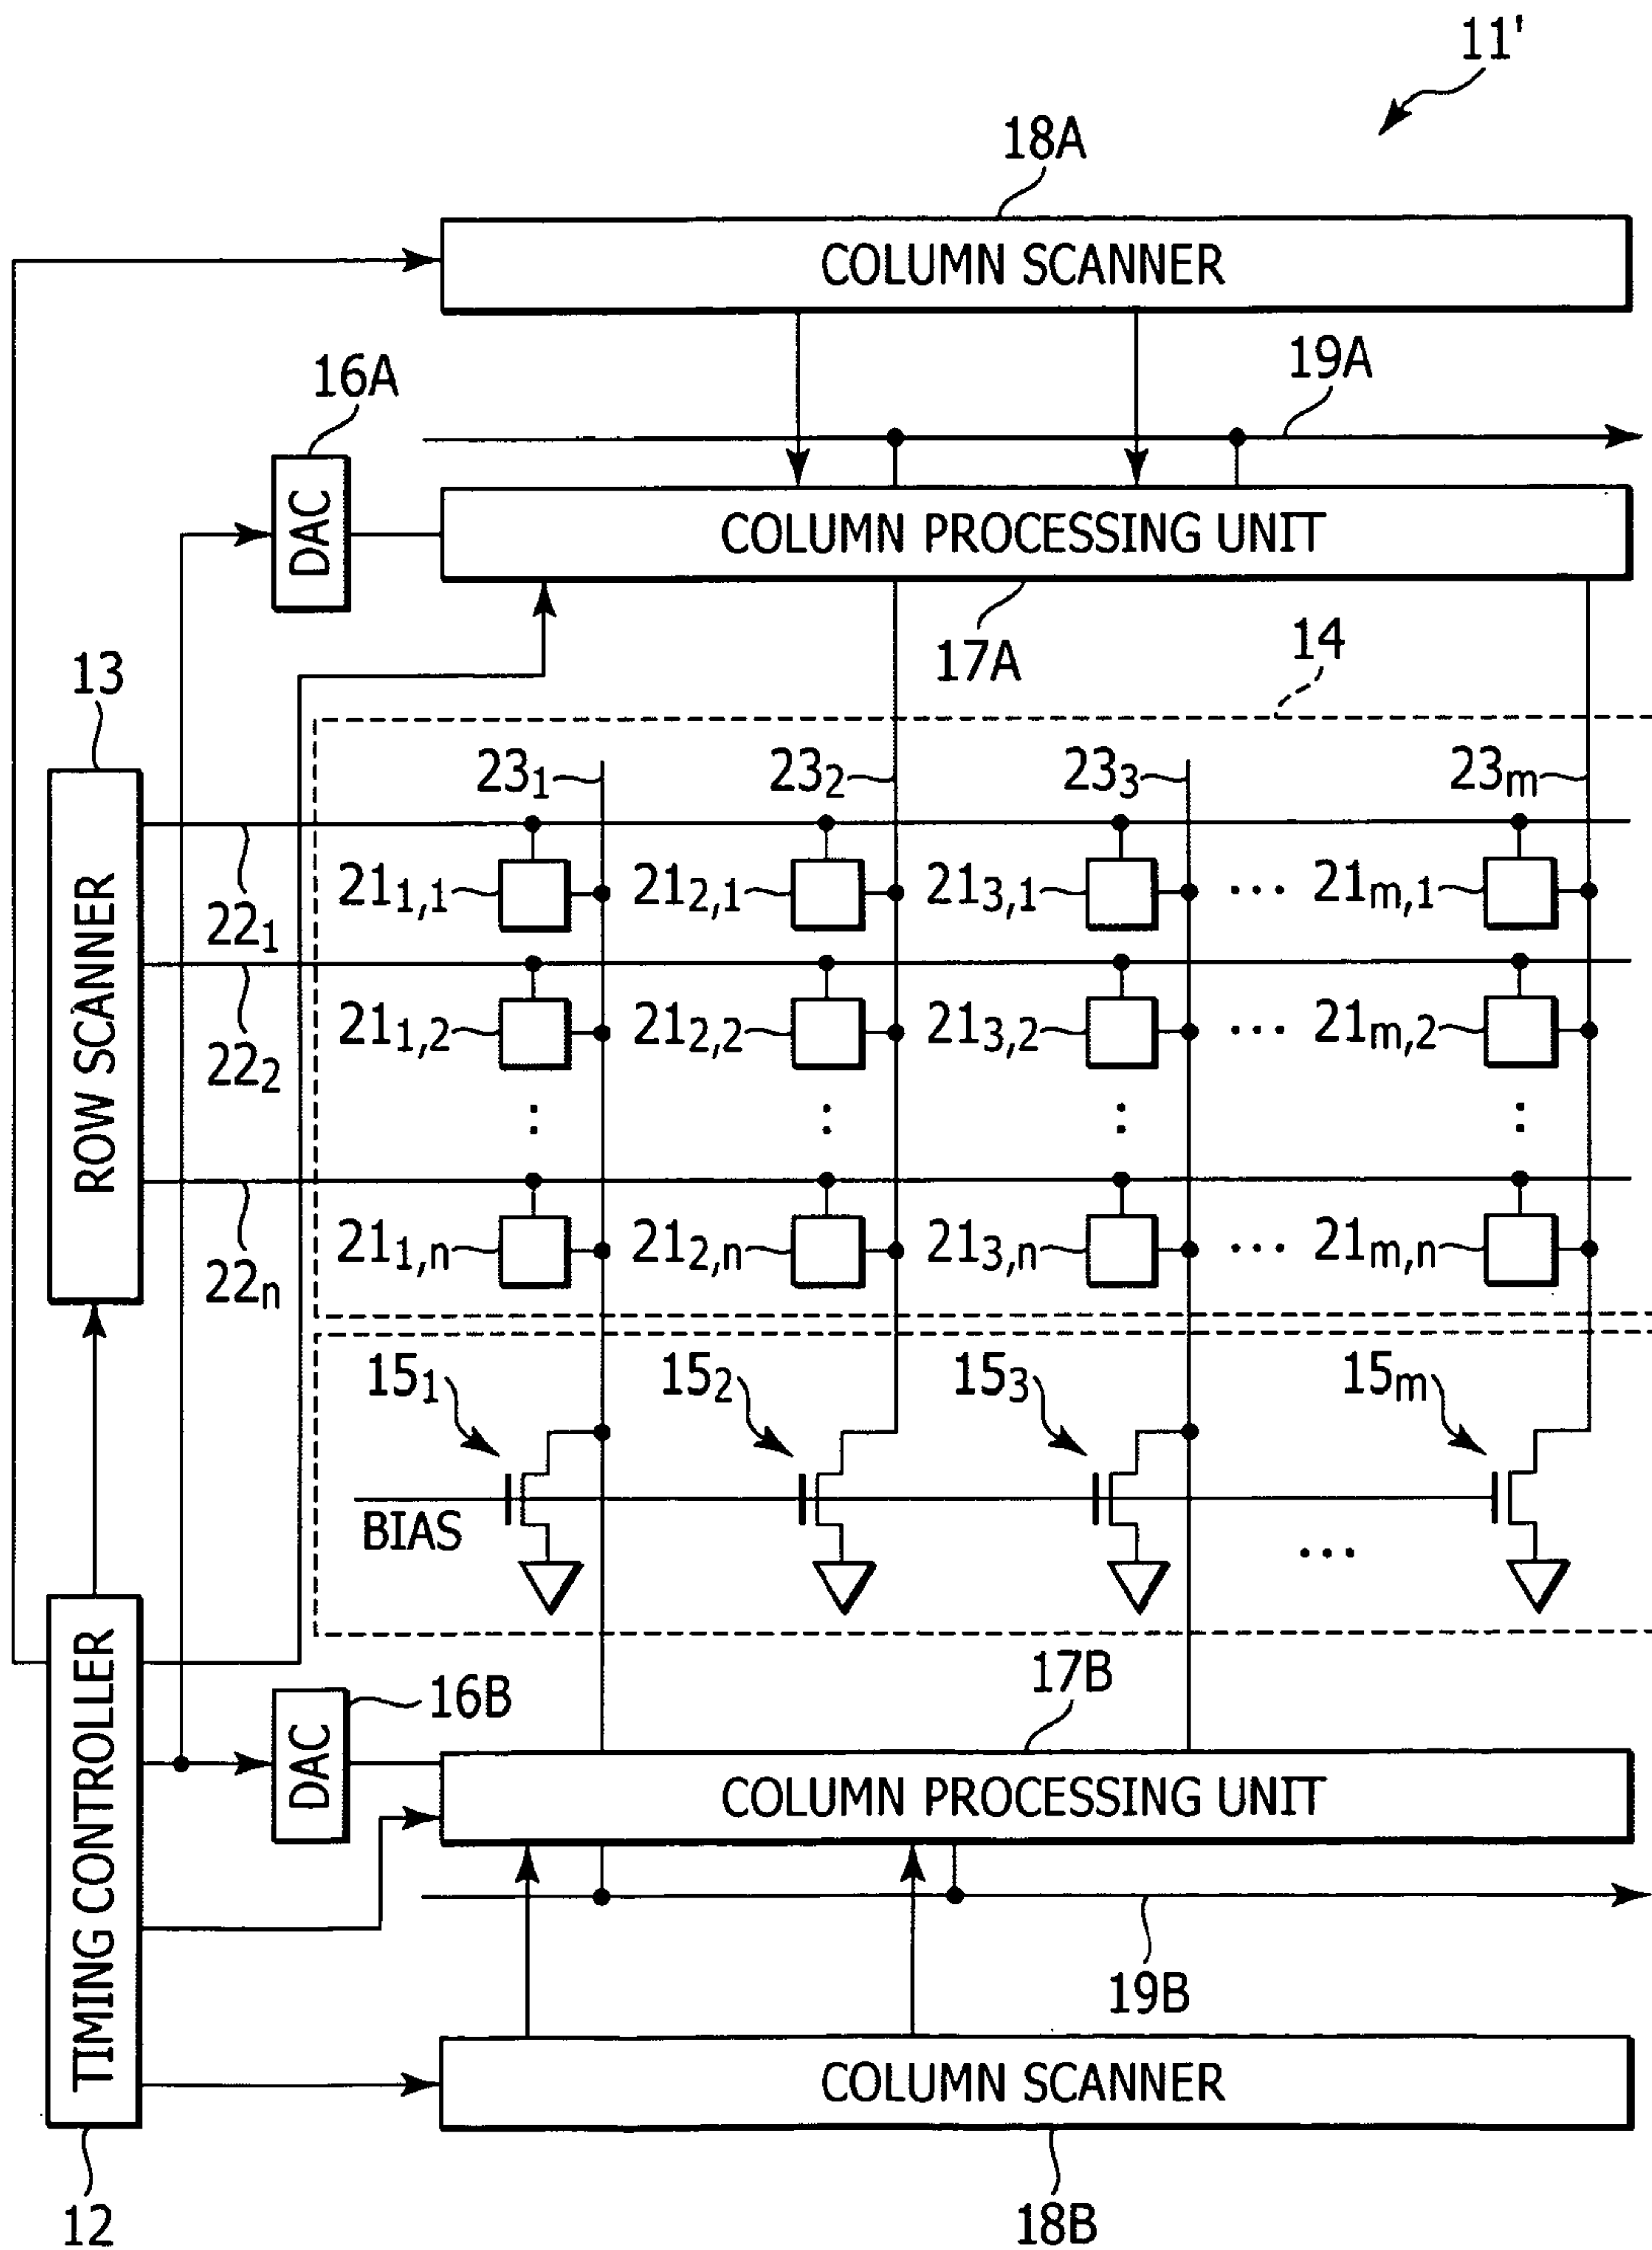 11'
18A
COLUMN SCANNER
19A
16A
DAC
COLUMN PROCESSING UNIT
17A
14
13
ROW SCANNER
23₁ 23₂ 23₃ 23ₘ
21₁,₁ 21₂,₁ 21₃,₁ ... 21ₘ,₁
22₁
21₁,₂ 21₂,₂ 21₃,₂ ... 21ₘ,₂
22₂
: : : :
21₁,ₙ 21₂,ₙ 21₃,ₙ ... 21ₘ,ₙ
22ₙ
15₁ 15₂ 15₃ 15ₘ
BIAS
...
TIMING CONTROLLER
17B
16B
DAC
COLUMN PROCESSING UNIT
19B
COLUMN SCANNER
12
18B